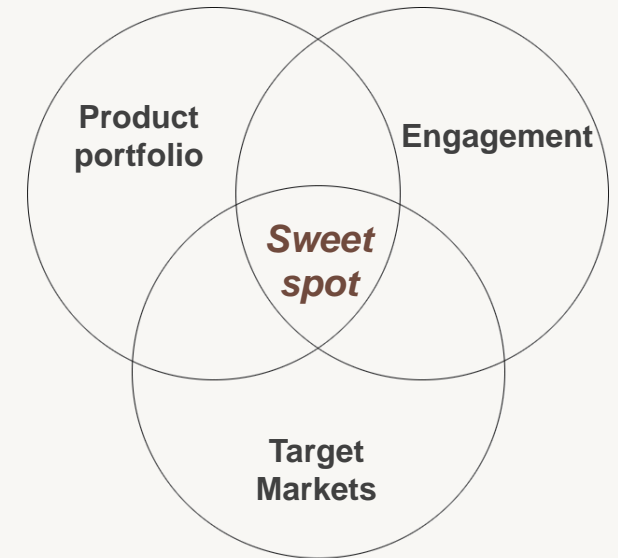 Product
portfolio
Engagement
Sweet
spot
Target
Markets